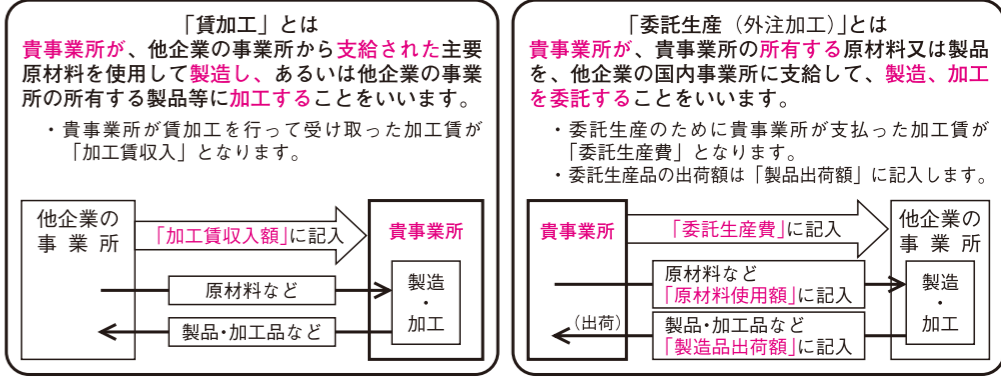 「賃加工」とは
貴事業所が、他企業の事業所から支給された主要
原材料を使用して製造し、あるいは他企業の事業
所の所有する製品等に加工することをいいます。
・貴事業所が賃加工を行って受け取った加工賃が
「加工賃収入」となります。
他企業の
事業所
「加工賃収入額」に記入
貴事業所
原材料など
製造
・
加工
製品・加工品など
「委託生産（外注加工）」とは
貴事業所が、貴事業所の所有する原材料又は製品
を、他企業の国内事業所に支給して、製造、加工
を委託することをいいます。
・委託生産のために貴事業所が支払った加工賃が
「委託生産費」となります。
・委託生産品の出荷額は「製品出荷額」に記入します。
貴事業所
「委託生産費」に記入
他企業の
事業所
原材料など
「原材料使用額」に記入
製造
・
加工
（出荷）
製品・加工品など
「製造品出荷額」に記入